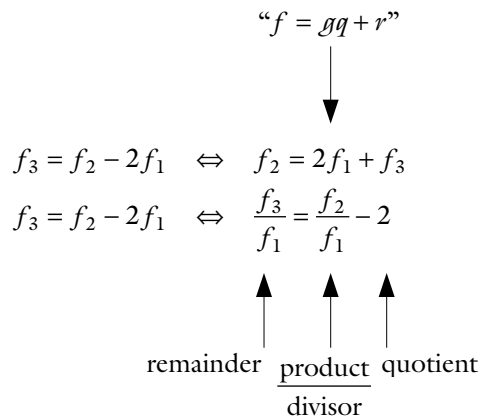 “f = gq + r”
f₃ = f₂ − 2f₁ ⇔ f₂ = 2f₁ + f₃
f₃ = f₂ − 2f₁ ⇔ f₃/f₁ = f₂/f₁ − 2
remainder product/divisor quotient